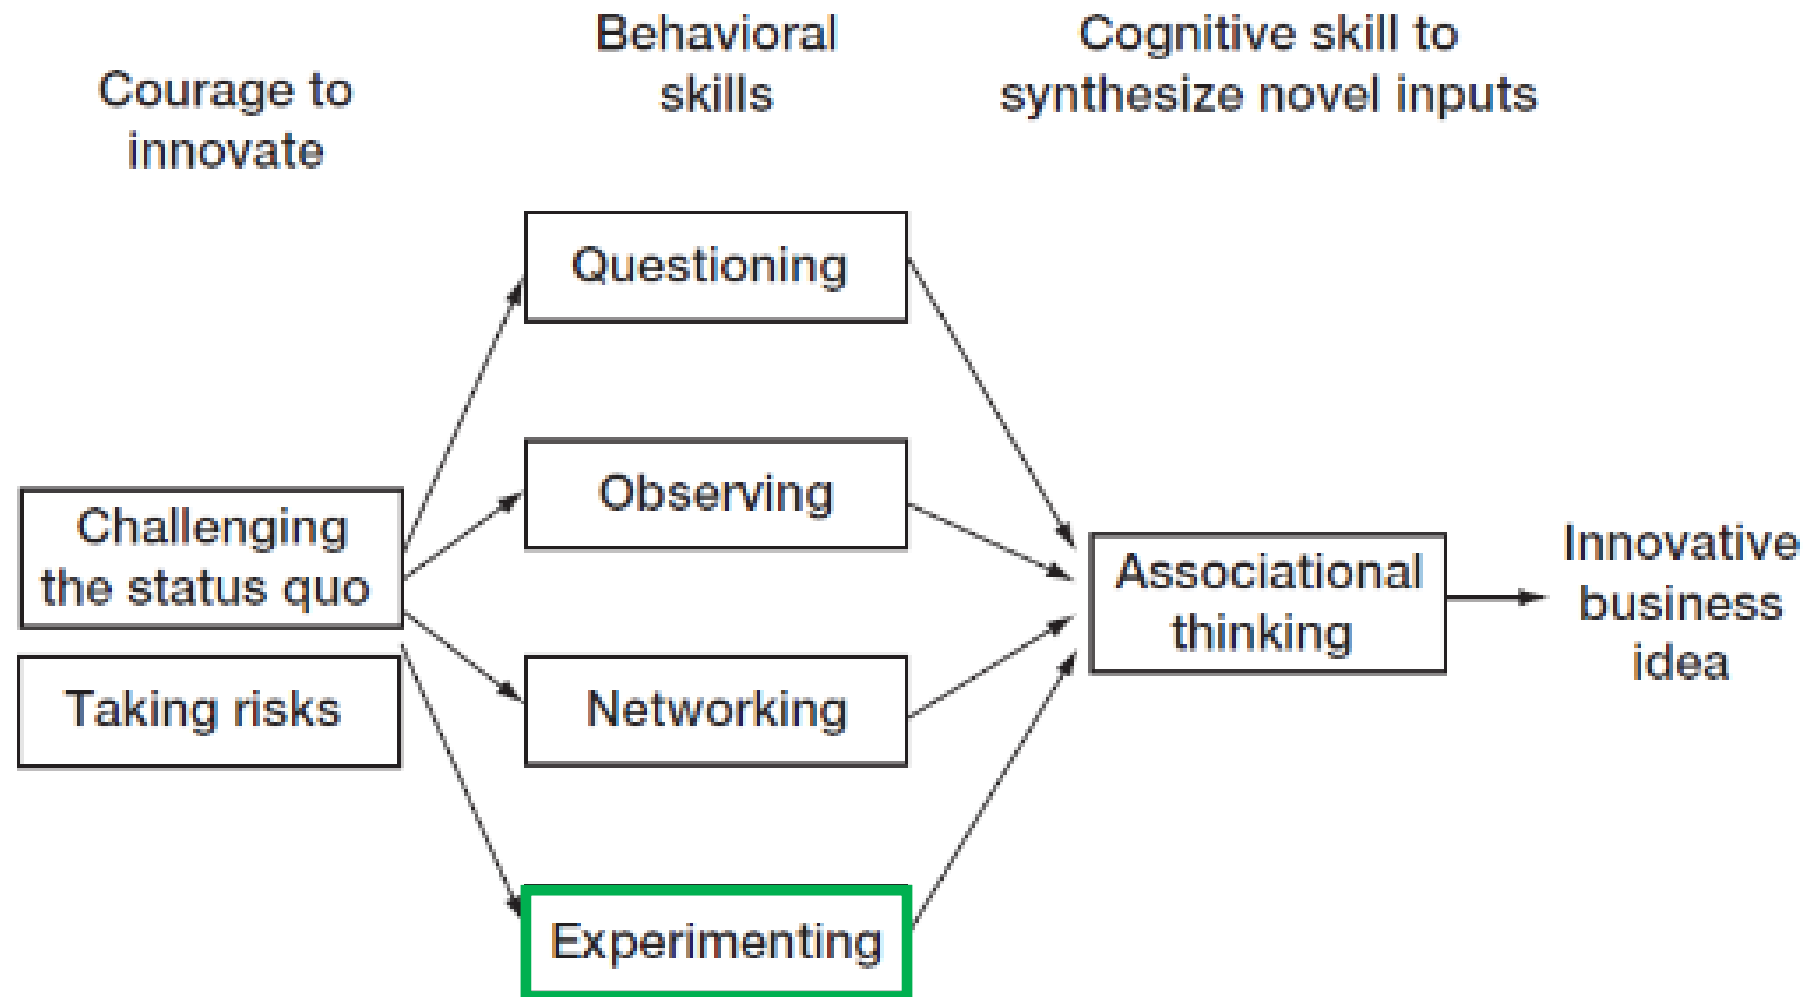 Courage to
innovate
Behavioral
skills
Cognitive skill to
synthesize novel inputs
Challenging
the status quo
Taking risks
Questioning
Observing
Networking
Experimenting
Associational
thinking
Innovative
business
idea